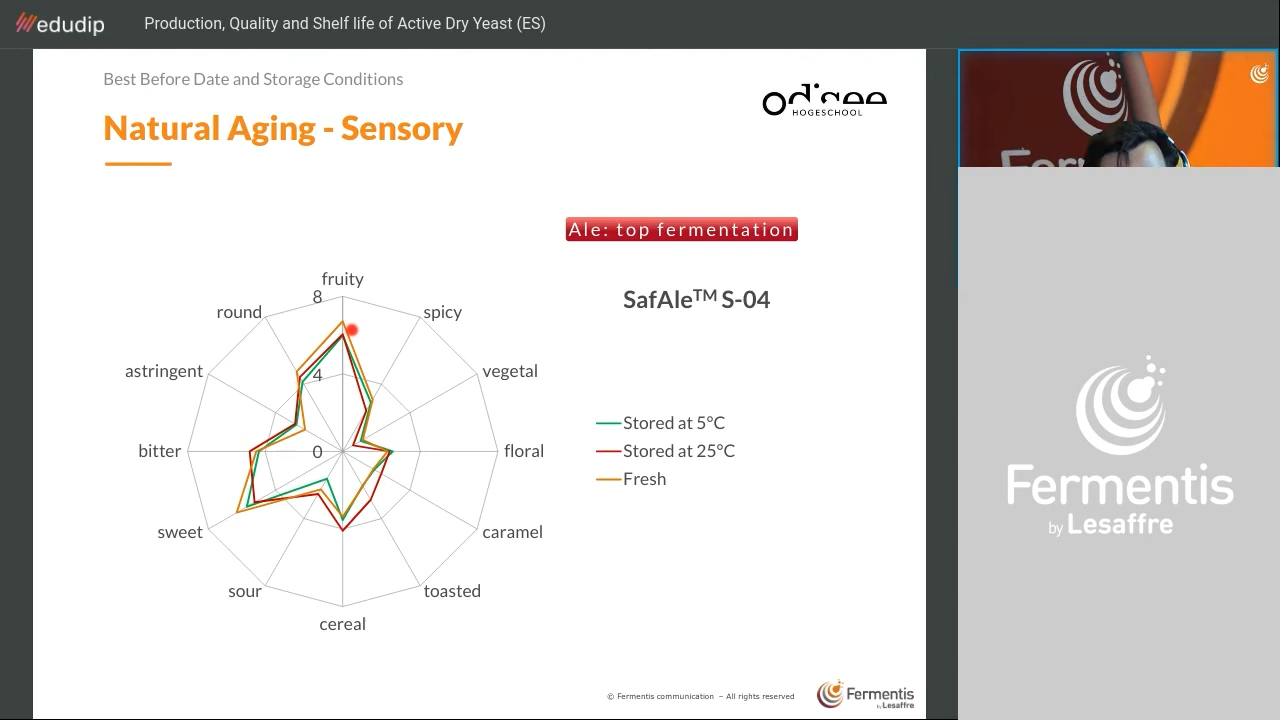 edudip
Production, Quality and Shelf life of Active Dry Yeast (ES)
Best Before Date and Storage Conditions
Natural Aging - Sensory
Odisee
HOGESCHOOL
Ale: top fermentation
SafAle™ S-04
fruity
8
round
spicy
astringent
4
vegetal
bitter
0
floral
sweet
caramel
sour
toasted
cereal
Stored at 5°C
Stored at 25°C
Fresh
© Fermentis communication – All rights reserved
Fermentis
by Lesaffre
Fermentis
by Lesaffre